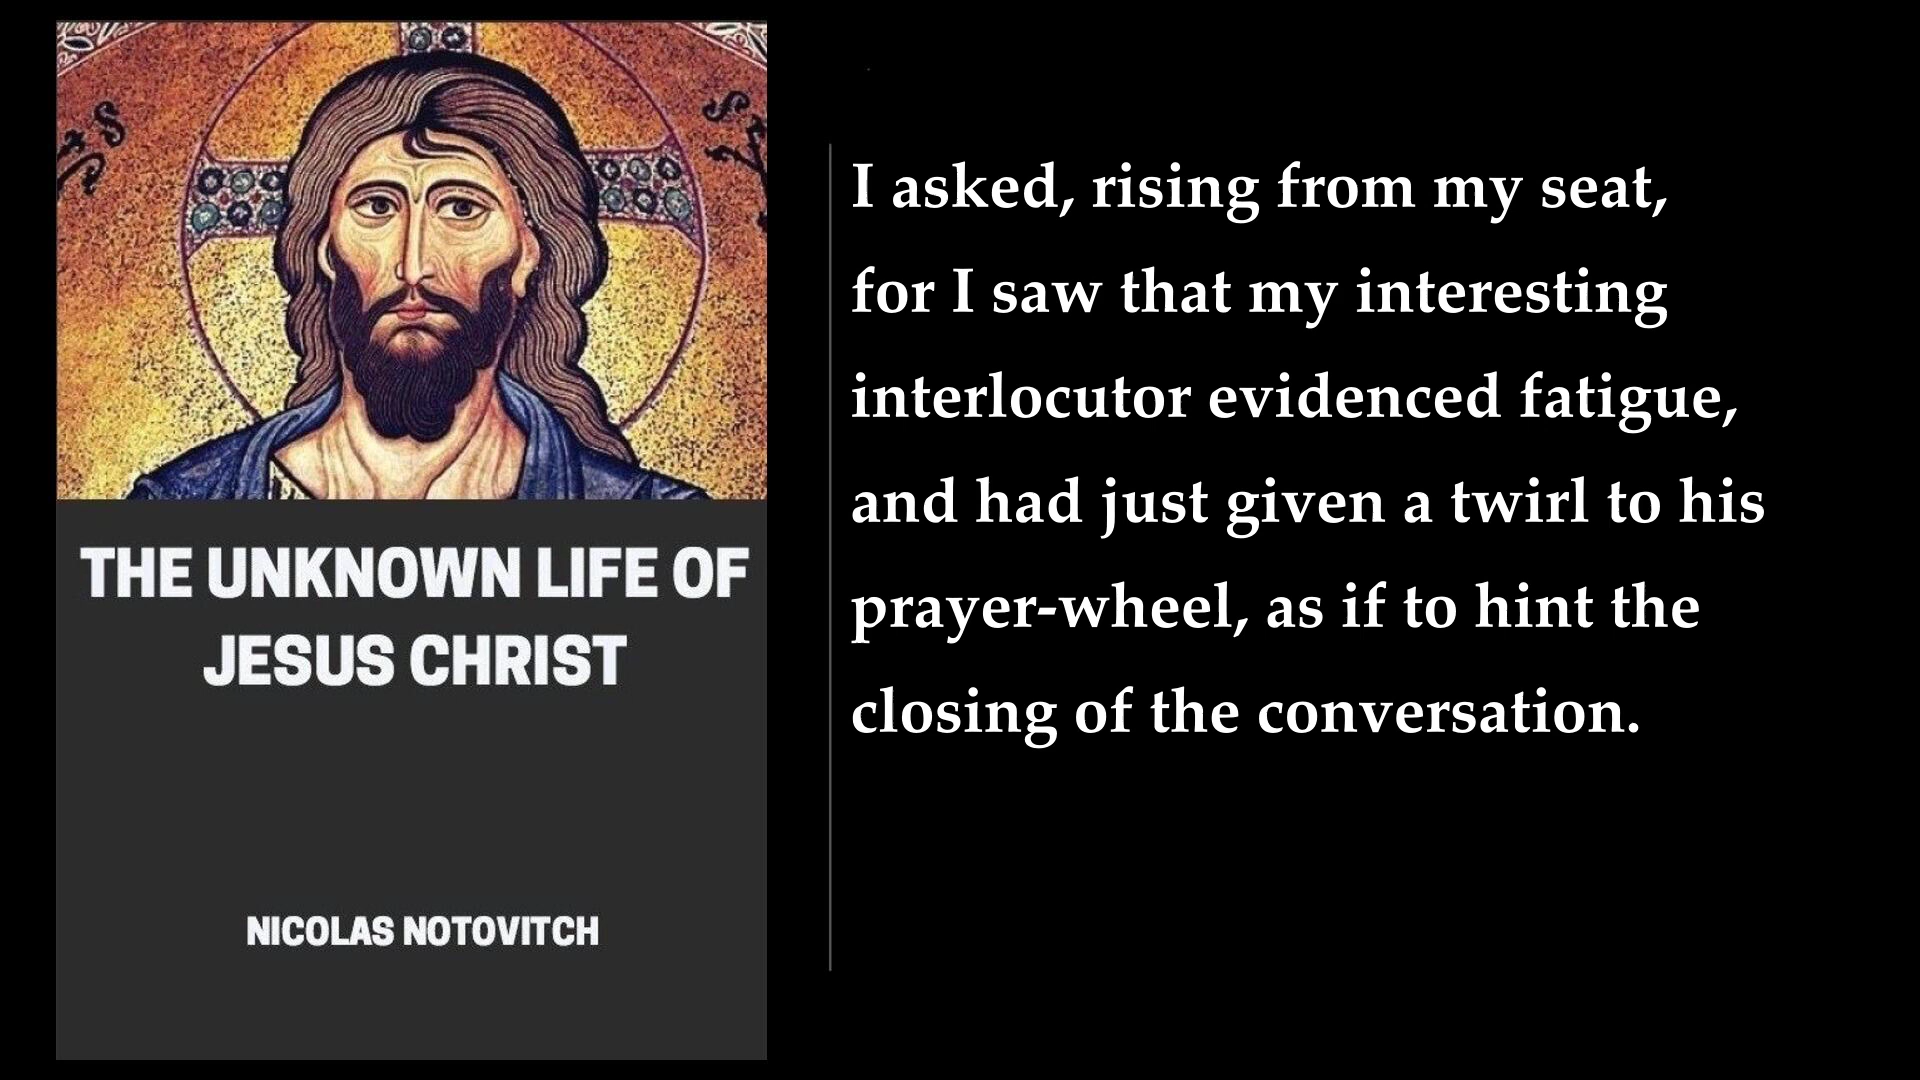 THE UNKNOWN LIFE OF
JESUS CHRIST
NICOLAS NOTOVITCH
I asked, rising from my seat,
for I saw that my interesting
interlocutor evidenced fatigue,
and had just given a twirl to his
prayer-wheel, as if to hint the
closing of the conversation.